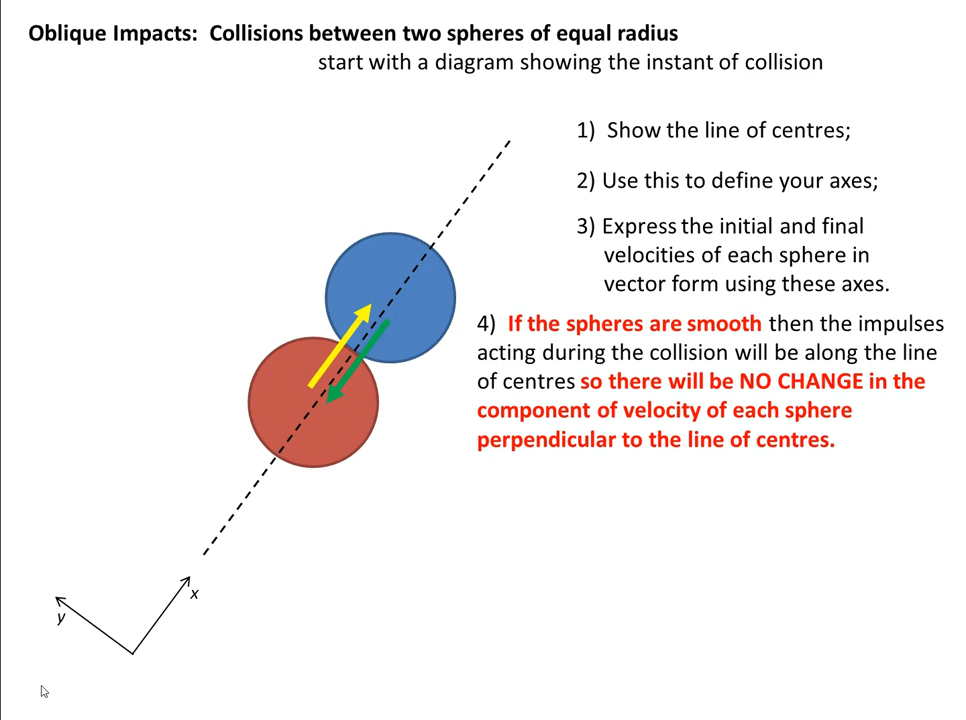 Oblique Impacts:  Collisions between two spheres of equal radius
start with a diagram showing the instant of collision
1)  Show the line of centres;
2) Use this to define your axes;
3) Express the initial and final
velocities of each sphere in
vector form using these axes.
4)  If the spheres are smooth then the impulses
acting during the collision will be along the line
of centres so there will be NO CHANGE in the
component of velocity of each sphere
perpendicular to the line of centres.
x
y